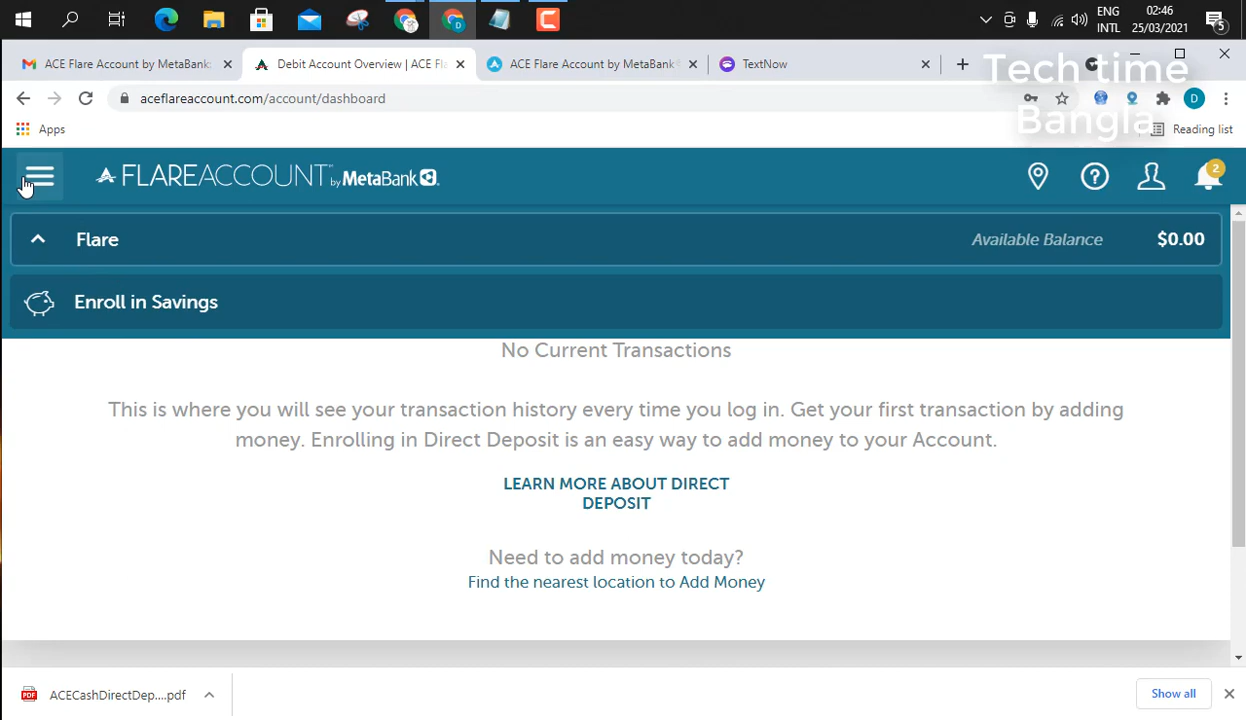 ENG
INTL
02:46
25/03/2021
5
ACE Flare Account by MetaBank:
Debit Account Overview | ACE Fla
ACE Flare Account by MetaBank®
TextNow
Tech time
Bangla
aceflareaccount.com/account/dashboard
D
Apps
Reading list
FLAREACCOUNT by MetaBank
2
Flare
Available Balance
$0.00
Enroll in Savings
No Current Transactions
This is where you will see your transaction history every time you log in. Get your first transaction by adding
money. Enrolling in Direct Deposit is an easy way to add money to your Account.
LEARN MORE ABOUT DIRECT
DEPOSIT
Need to add money today?
Find the nearest location to Add Money
PDF
ACECashDirectDep....pdf
Show all